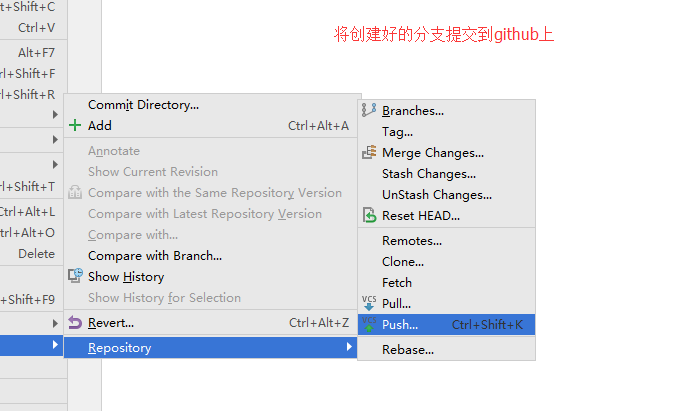 +Shift+C
Ctrl+V
Alt+F7
Ctrl+Shift+F
Ctrl+Shift+R
rl+Shift+T
Ctrl+Alt+L
trl+Alt+O
Delete
+Shift+F9
将创建好的分支提交到github上
Commit Directory...
Add Ctrl+Alt+A
Annotate
Show Current Revision
Compare with the Same Repository Version
Compare with Latest Repository Version
Compare with...
Compare with Branch...
Show History
Show History for Selection
Revert... Ctrl+Alt+Z
Repository
Branches...
Tag...
Merge Changes...
Stash Changes...
UnStash Changes...
Reset HEAD...
Remotes...
Clone...
Fetch
VCS Pull...
VCS Push... Ctrl+Shift+K
Rebase...